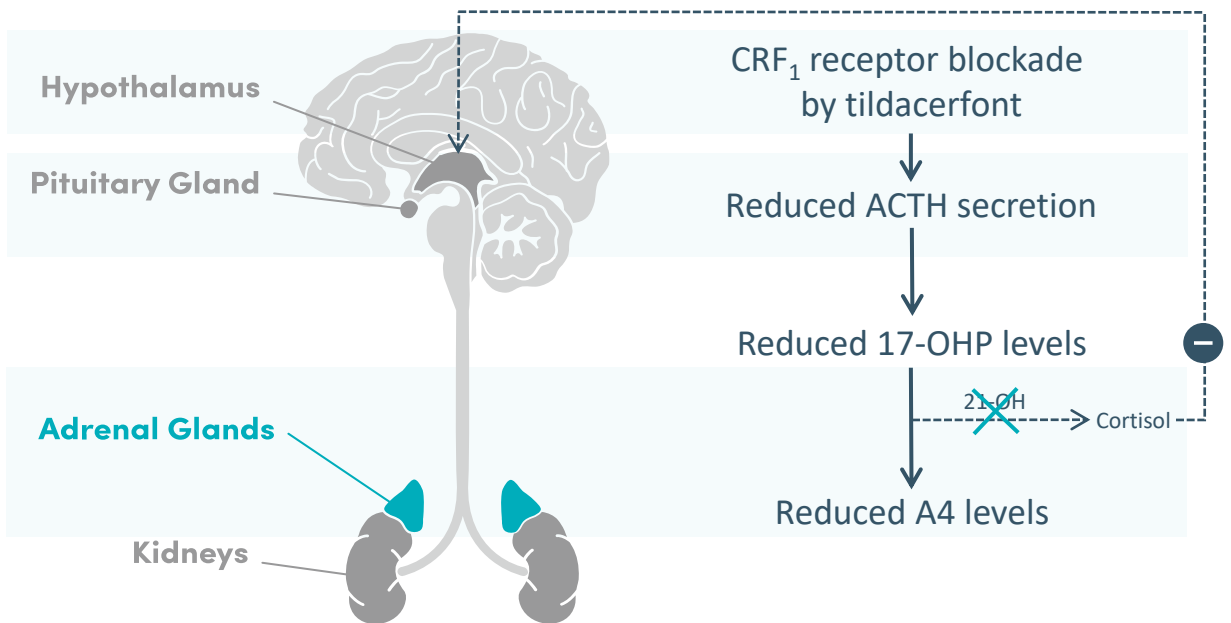 Hypothalamus
Pituitary Gland
Adrenal Glands
Kidneys
CRF₁ receptor blockade
by tildacerfont
Reduced ACTH secretion
Reduced 17-OHP levels
−
21-OH
Cortisol
Reduced A4 levels